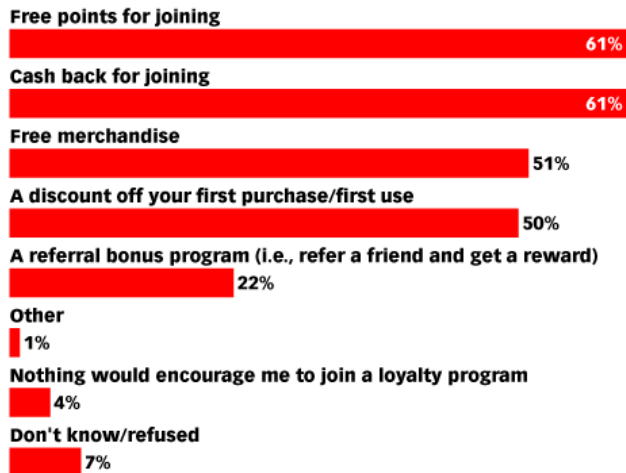 Free points for joining
61%
Cash back for joining
61%
Free merchandise
51%
A discount off your first purchase/first use
50%
A referral bonus program (i.e., refer a friend and get a reward)
22%
Other
1%
Nothing would encourage me to join a loyalty program
4%
Don't know/refused
7%